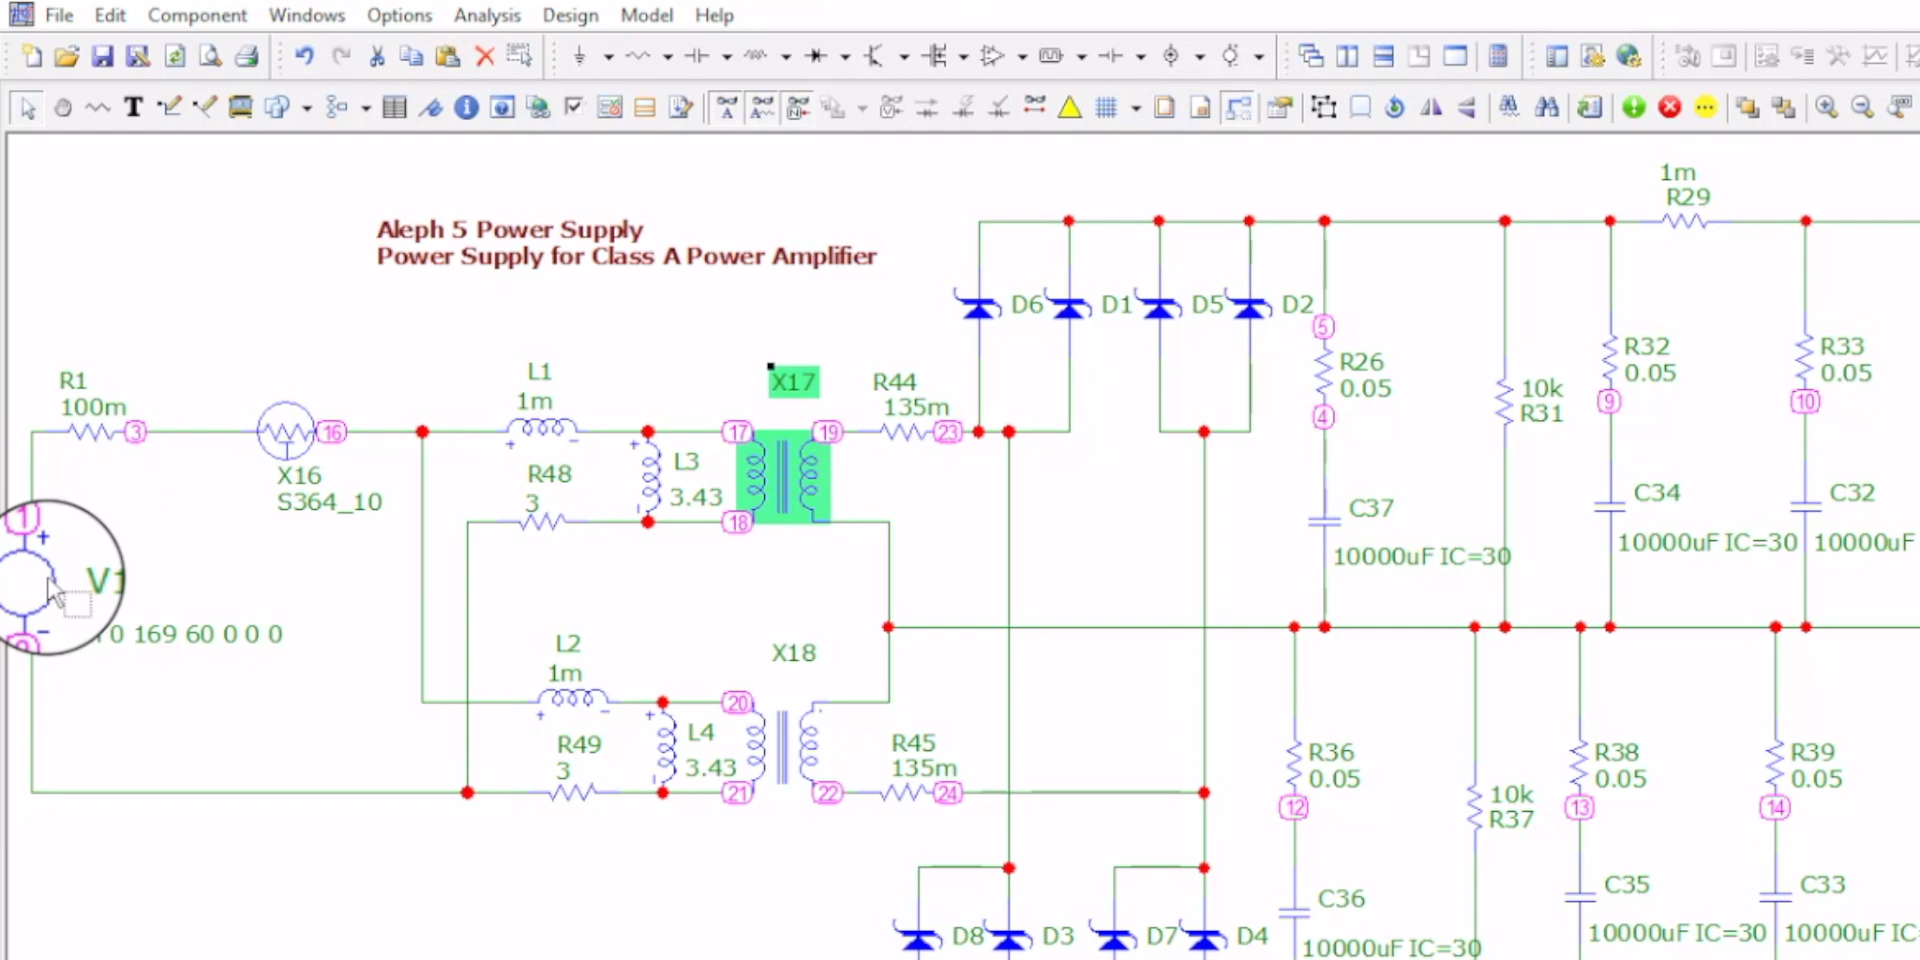 File Edit Component Windows Options Analysis Design Model Help
T
A A N
1m
R29
Aleph 5 Power Supply
Power Supply for Class A Power Amplifier
D6 D1 D5 D2
5
R26
0.05
4
R32
0.05
9
R33
0.05
10
10k
R31
R1
100m
3
X16
S364_10
16
L1
1m
+ -
R48
3
L3
3.43
+
-
X17
17
18
19
R44
135m
23
C37
10000uF IC=30
C34
10000uF IC=30
C32
10000uF
1
+
V1
-
0 169 60 0 0 0
L2
1m
+ -
X18
20
R49
3
L4
3.43
+
-
21
22
R45
135m
24
R36
0.05
12
10k
R37
R38
0.05
13
R39
0.05
14
C36
10000uF IC=30
C35
10000uF IC=30
C33
10000uF
D8 D3 D7 D4